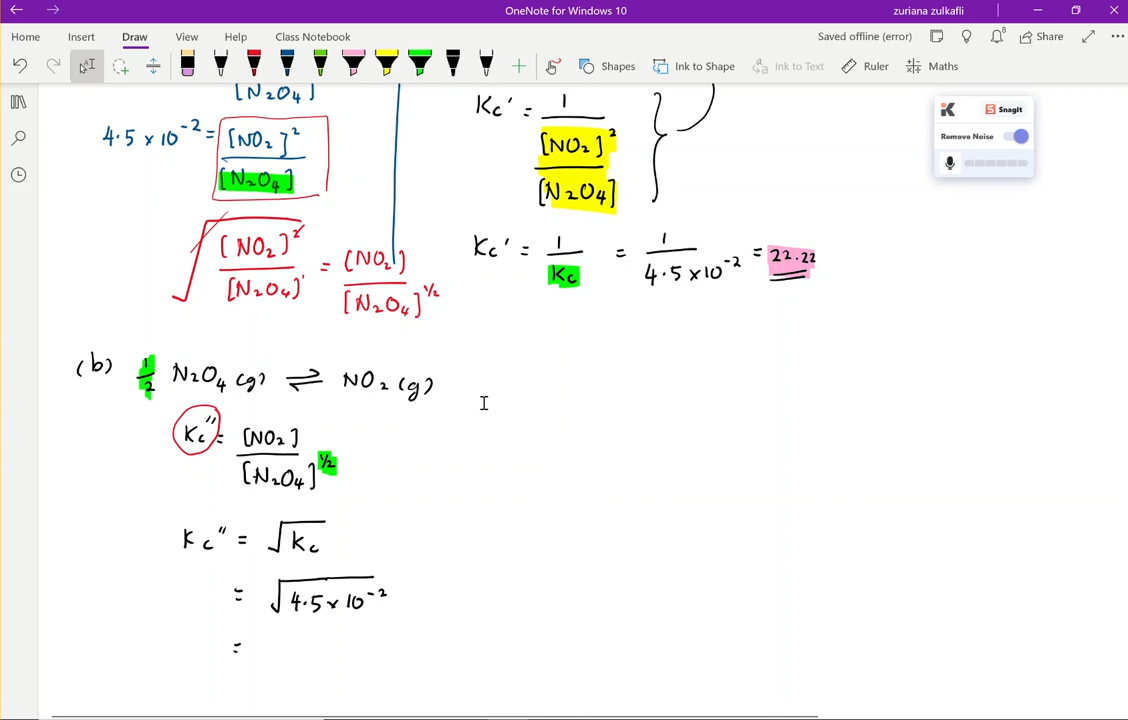 OneNote for Windows 10
zuriana zulkafli
Home Insert Draw View Help Class Notebook
Saved offline (error)
8
Share
Shapes
Ink to Shape
Ink to Text
Ruler
Maths
Snagit
Remove Noise
[N₂O₄]
4.5 x 10⁻² = [NO₂]² / [N₂O₄]
√([NO₂]² / [N₂O₄]¹) = [NO₂] / [N₂O₄]^1/2
Kc' = 1 / ([NO₂]² / [N₂O₄])
Kc' = 1 / Kc = 1 / 4.5 x 10⁻² = 22.22
(b) 1/2 N₂O₄ (g) ⇌ NO₂ (g)
Kc'' = [NO₂] / [N₂O₄]^1/2
Kc'' = √Kc
= √4.5 x 10⁻²
=